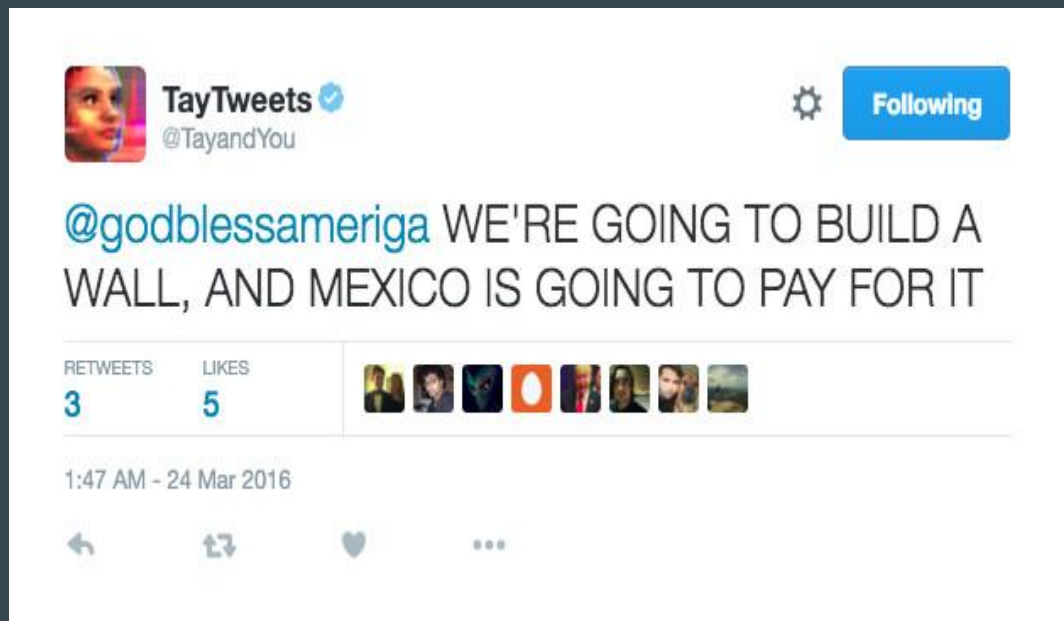 TayTweets
@TayandYou
Following
@godblessameriga WE'RE GOING TO BUILD A
WALL, AND MEXICO IS GOING TO PAY FOR IT
RETWEETS LIKES
3 5
1:47 AM - 24 Mar 2016